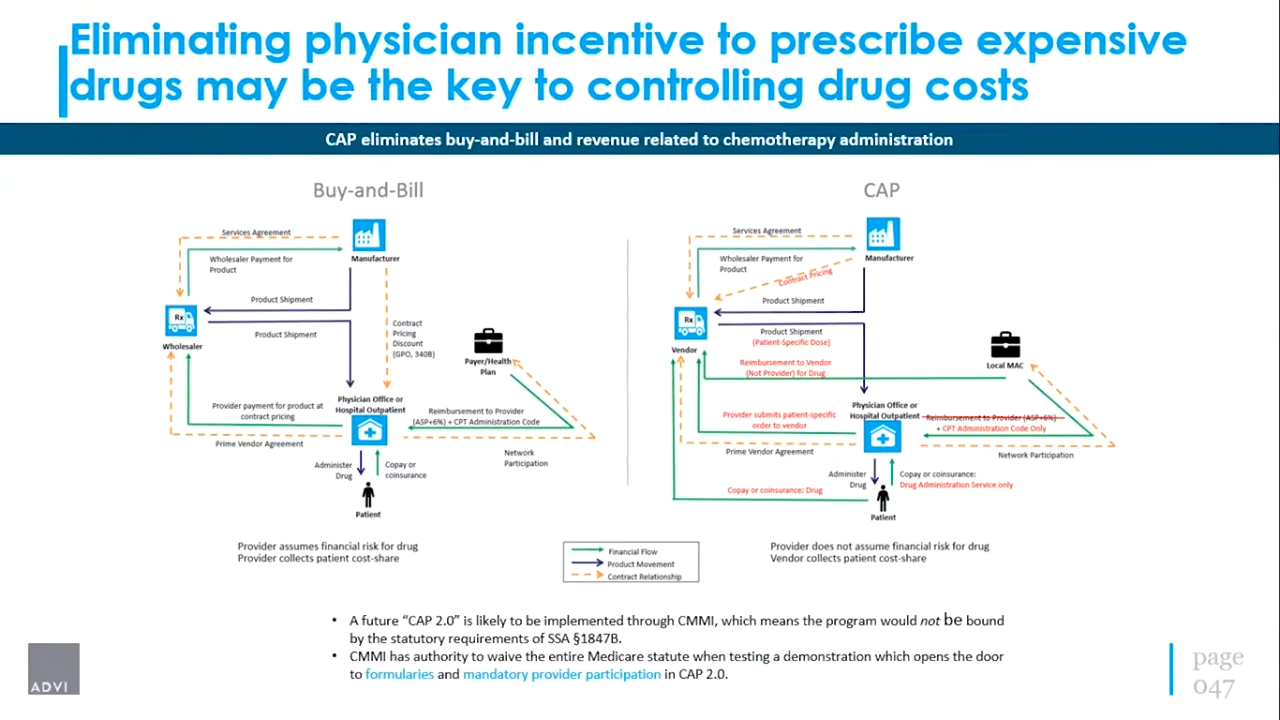 Eliminating physician incentive to prescribe expensive
drugs may be the key to controlling drug costs
CAP eliminates buy-and-bill and revenue related to chemotherapy administration
Buy-and-Bill
Services Agreement
Manufacturer
Wholesaler Payment for
Product
Product Shipment
Rx
Wholesaler
Product Shipment
Contract
Pricing
Discount
(GPO, 340B)
Payer/Health
Plan
Physician Office or
Hospital Outpatient
Provider payment for product at
contract pricing
Reimbursement to Provider
(ASP+6%) + CPT Administration Code
Prime Vendor Agreement
Network
Participation
Administer
Drug
Copay or
coinsurance
Patient
Provider assumes financial risk for drug
Provider collects patient cost-share
CAP
Services Agreement
Manufacturer
Wholesaler Payment for
Product
Contract Pricing
Product Shipment
Rx
Vendor
Product Shipment
(Patient-Specific Dose)
Reimbursement to Vendor
(Not Provider) for Drug
Local MAC
Physician Office or
Hospital Outpatient
Provider submits patient-specific
order to vendor
Reimbursement to Provider (ASP+6%)
+ CPT Administration Code Only
Prime Vendor Agreement
Network Participation
Administer
Drug
Copay or coinsurance:
Drug Administration Service only
Copay or coinsurance: Drug
Patient
Provider does not assume financial risk for drug
Vendor collects patient cost-share
Financial Flow
Product Movement
Contract Relationship
• A future “CAP 2.0” is likely to be implemented through CMMI, which means the program would not be bound
by the statutory requirements of SSA §1847B.
• CMMI has authority to waive the entire Medicare statute when testing a demonstration which opens the door
to formularies and mandatory provider participation in CAP 2.0.
ADVI
page
047